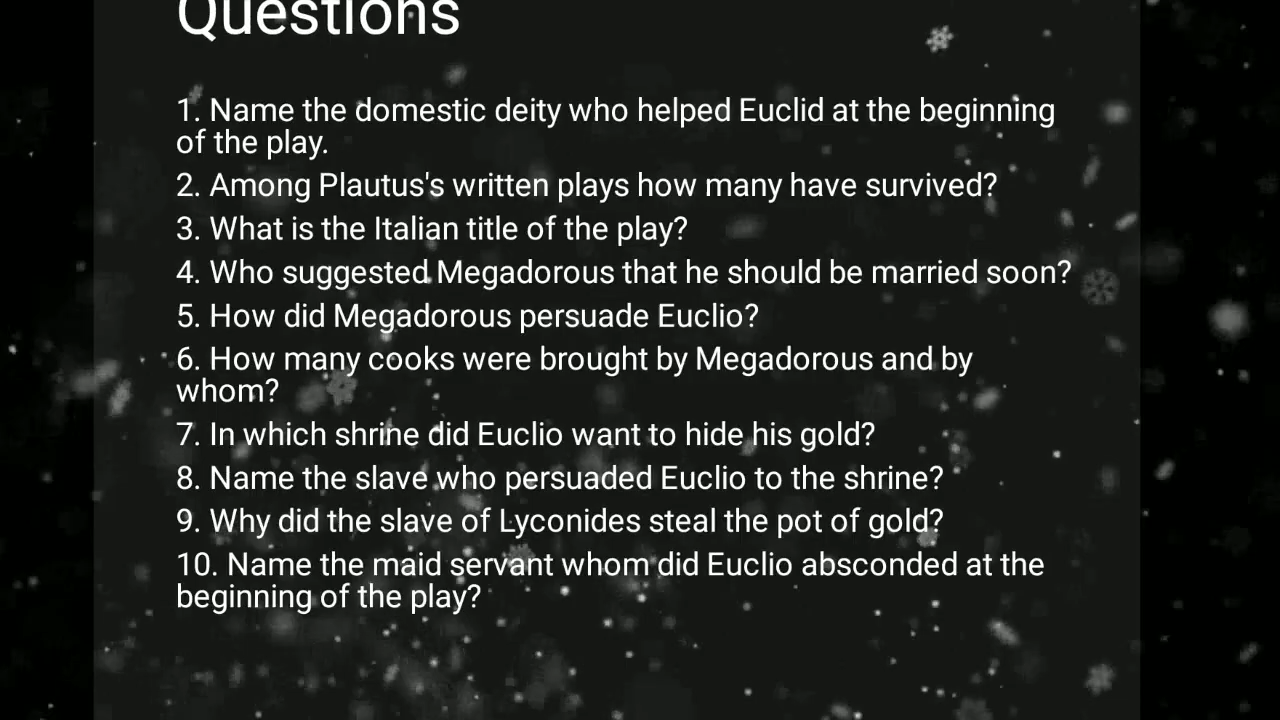 Questions
1. Name the domestic deity who helped Euclid at the beginning
of the play.
2. Among Plautus's written plays how many have survived?
3. What is the Italian title of the play?
4. Who suggested Megadorous that he should be married soon?
5. How did Megadorous persuade Euclio?
6. How many cooks were brought by Megadorous and by
whom?
7. In which shrine did Euclio want to hide his gold?
8. Name the slave who persuaded Euclio to the shrine?
9. Why did the slave of Lyconides steal the pot of gold?
10. Name the maid servant whom did Euclio absconded at the
beginning of the play?